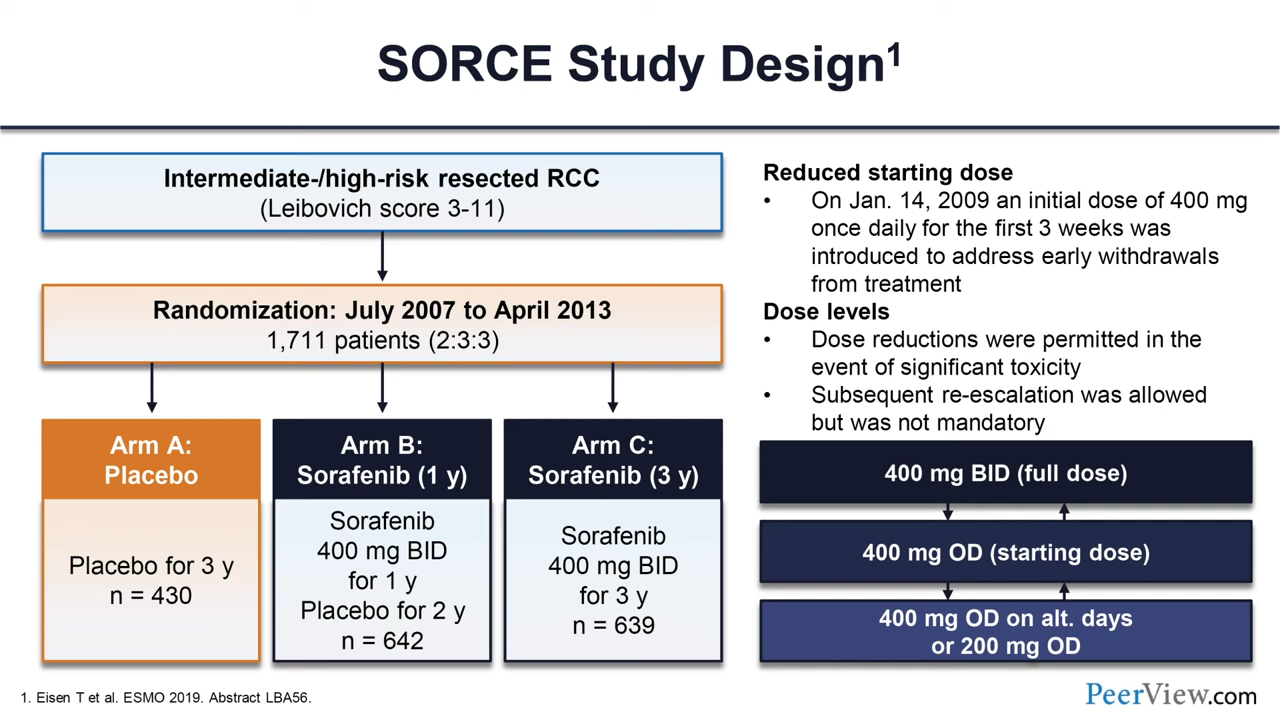 SORCE Study Design1
Intermediate-/high-risk resected RCC
(Leibovich score 3-11)
Randomization: July 2007 to April 2013
1,711 patients (2:3:3)
Arm A:
Placebo
Placebo for 3 y
n = 430
Arm B:
Sorafenib (1 y)
Sorafenib
400 mg BID
for 1 y
Placebo for 2 y
n = 642
Arm C:
Sorafenib (3 y)
Sorafenib
400 mg BID
for 3 y
n = 639
Reduced starting dose
• On Jan. 14, 2009 an initial dose of 400 mg
once daily for the first 3 weeks was
introduced to address early withdrawals
from treatment
Dose levels
• Dose reductions were permitted in the
event of significant toxicity
• Subsequent re-escalation was allowed
but was not mandatory
400 mg BID (full dose)
400 mg OD (starting dose)
400 mg OD on alt. days
or 200 mg OD
1. Eisen T et al. ESMO 2019. Abstract LBA56.
PeerView.com